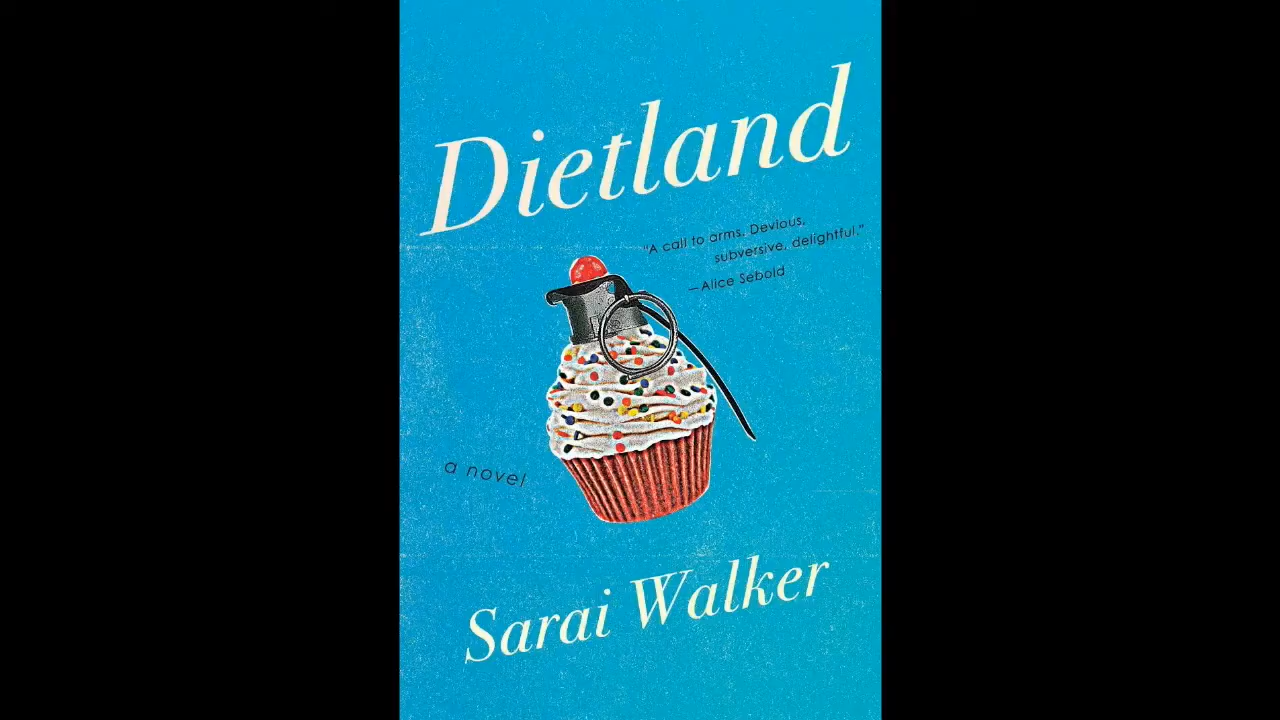 Dietland
"A call to arms. Devious,
subversive, delightful."
—Alice Sebold
a novel
Sarai Walker